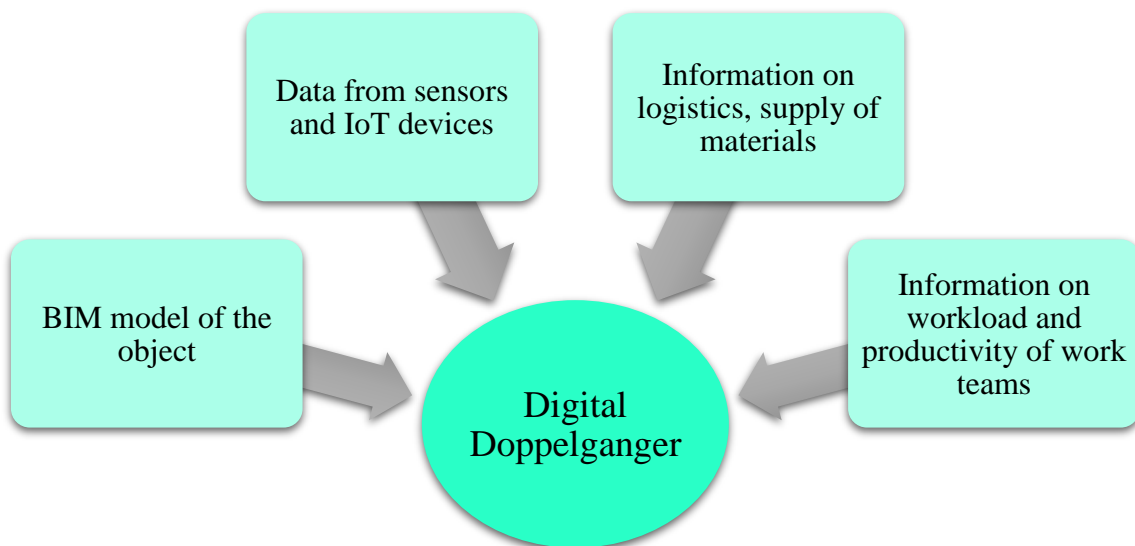 Data from sensors
and IoT devices
Information on
logistics, supply of
materials
BIM model of the
object
Information on
workload and
productivity of work
teams
Digital
Doppelganger